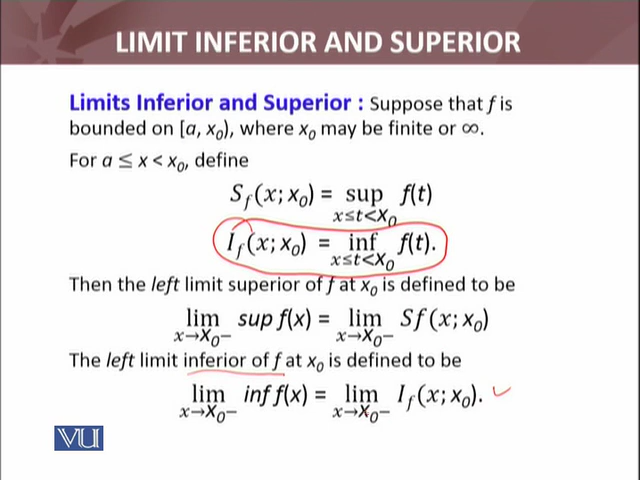 LIMIT INFERIOR AND SUPERIOR
Limits Inferior and Superior : Suppose that f is
bounded on [a, x₀), where x₀ may be finite or ∞.
For a ≤ x < x₀, define
S_f(x; x₀) = sup f(t)
x≤t<X₀
I_f(x; x₀) = inf f(t).
x≤t<X₀
Then the left limit superior of f at x₀ is defined to be
lim sup f(x) = lim Sf(x; x₀)
x→X₀− x→X₀−
The left limit inferior of f at x₀ is defined to be
lim inf f(x) = lim I_f(x; x₀).
x→X₀− x→X₀−
VU